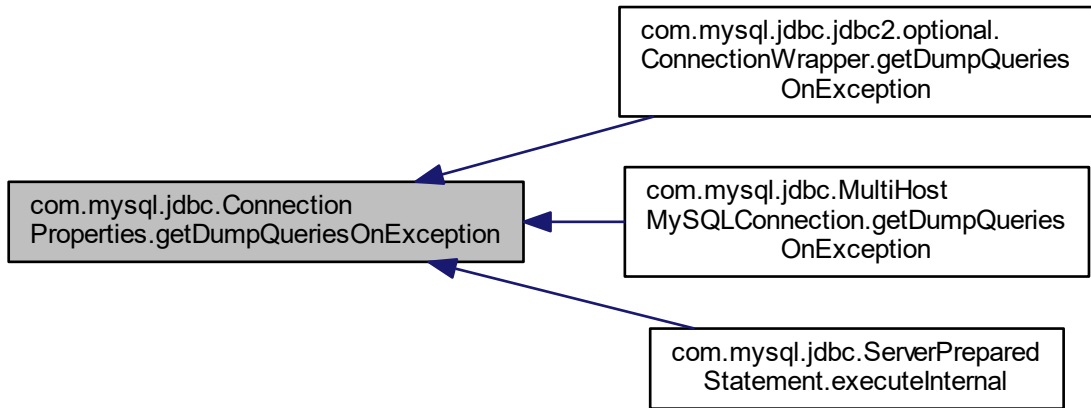 com.mysql.jdbc.jdbc2.optional.
ConnectionWrapper.getDumpQueries
OnException
com.mysql.jdbc.Connection
Properties.getDumpQueriesOnException
com.mysql.jdbc.MultiHost
MySQLConnection.getDumpQueries
OnException
com.mysql.jdbc.ServerPrepared
Statement.executeInternal